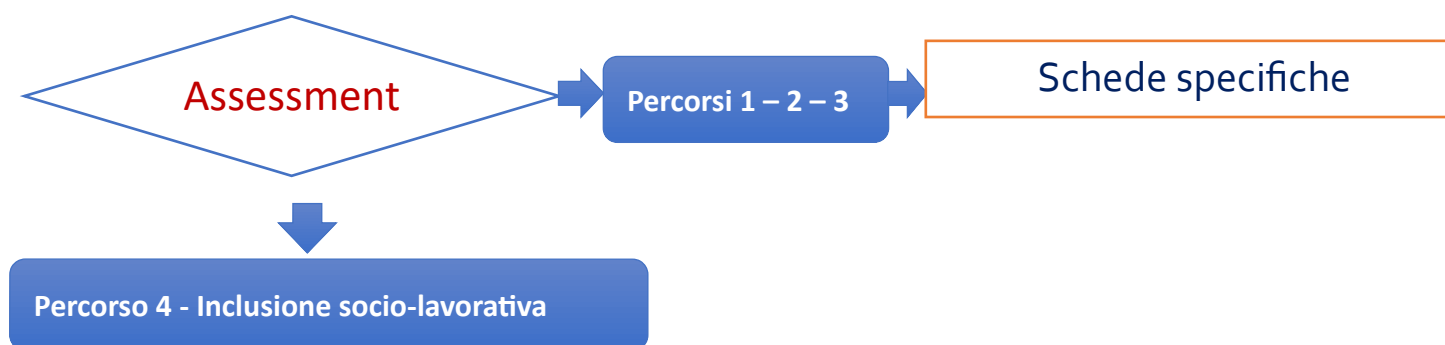 Assessment
Percorsi 1 – 2 – 3
Schede specifiche
Percorso 4 - Inclusione socio-lavorativa